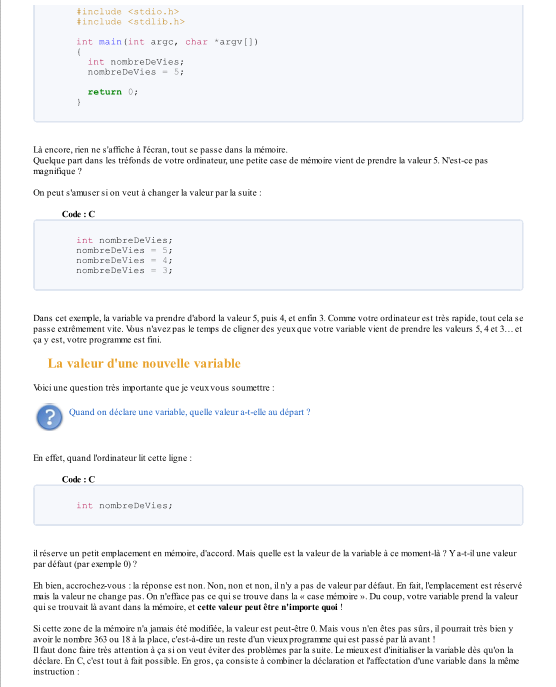 #include <stdio.h>
#include <stdlib.h>
int main(int argc, char *argv[])
{
int nombreDeVies;
nombreDeVies = 5;
return 0;
}
Là encore, rien ne s'affiche à l'écran, tout se passe dans la mémoire.
Quelque part dans les tréfonds de votre ordinateur, une petite case de mémoire vient de prendre la valeur 5. N'est-ce pas
magnifique ?
On peut s'amuser si on veut à changer la valeur par la suite :
Code : C
int nombreDeVies;
nombreDeVies = 5;
nombreDeVies = 4;
nombreDeVies = 3;
Dans cet exemple, la variable va prendre d'abord la valeur 5, puis 4, et enfin 3. Comme votre ordinateur est très rapide, tout cela se
passe extrêmement vite. Vous n'avez pas le temps de cligner des yeux que votre variable vient de prendre les valeurs 5, 4 et 3… et
ça y est, votre programme est fini.
La valeur d'une nouvelle variable
Voici une question très importante que je veux vous soumettre :
? Quand on déclare une variable, quelle valeur a-t-elle au départ ?
En effet, quand l'ordinateur lit cette ligne :
Code : C
int nombreDeVies;
il réserve un petit emplacement en mémoire, d'accord. Mais quelle est la valeur de la variable à ce moment-là ? Y a-t-il une valeur
par défaut (par exemple 0) ?
Eh bien, accrochez-vous : la réponse est non. Non, non et non, il n'y a pas de valeur par défaut. En fait, l'emplacement est réservé
mais la valeur ne change pas. On n'efface pas ce qui se trouve dans la « case mémoire ». Du coup, votre variable prend la valeur
qui se trouvait là avant dans la mémoire, et cette valeur peut être n'importe quoi !
Si cette zone de la mémoire n'a jamais été modifiée, la valeur est peut-être 0. Mais vous n'en êtes pas sûrs, il pourrait très bien y
avoir le nombre 363 ou 18 à la place, c'est-à-dire un reste d'un vieux programme qui est passé par là avant !
Il faut donc faire très attention à ça si on veut éviter des problèmes par la suite. Le mieux est d'initialiser la variable dès qu'on la
déclare. En C, c'est tout à fait possible. En gros, ça consiste à combiner la déclaration et l'affectation d'une variable dans la même
instruction :